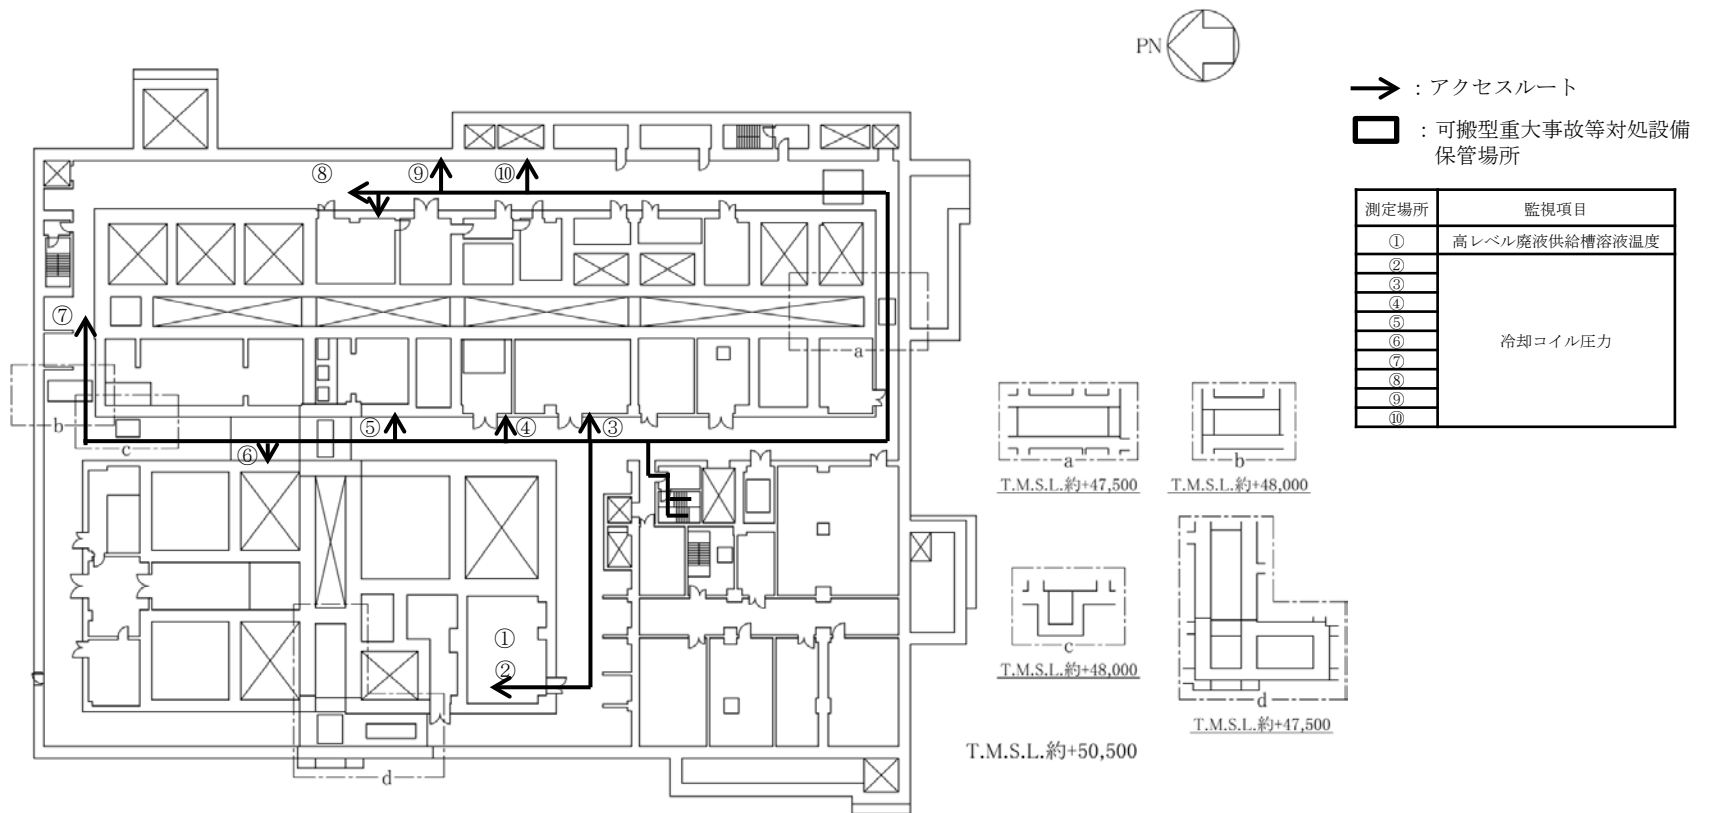 PN
：アクセスルート
：可搬型重大事故等対処設備
保管場所
測定場所 監視項目
① 高レベル廃液供給槽溶液温度
②
③
④
⑤
⑥ 冷却コイル圧力
⑦
⑧
⑨
⑩
⑧ ⑨ ⑩
⑦
a
b
c
⑥ ⑤ ④ ③
①
②
d
a
T.M.S.L.約+47,500
b
T.M.S.L.約+48,000
c
T.M.S.L.約+48,000
d
T.M.S.L.約+47,500
T.M.S.L.約+50,500